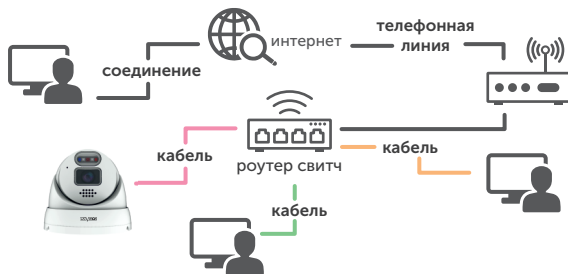 телефонная
линия
интернет
соединение
кабель
роутер свитч
кабель
кабель